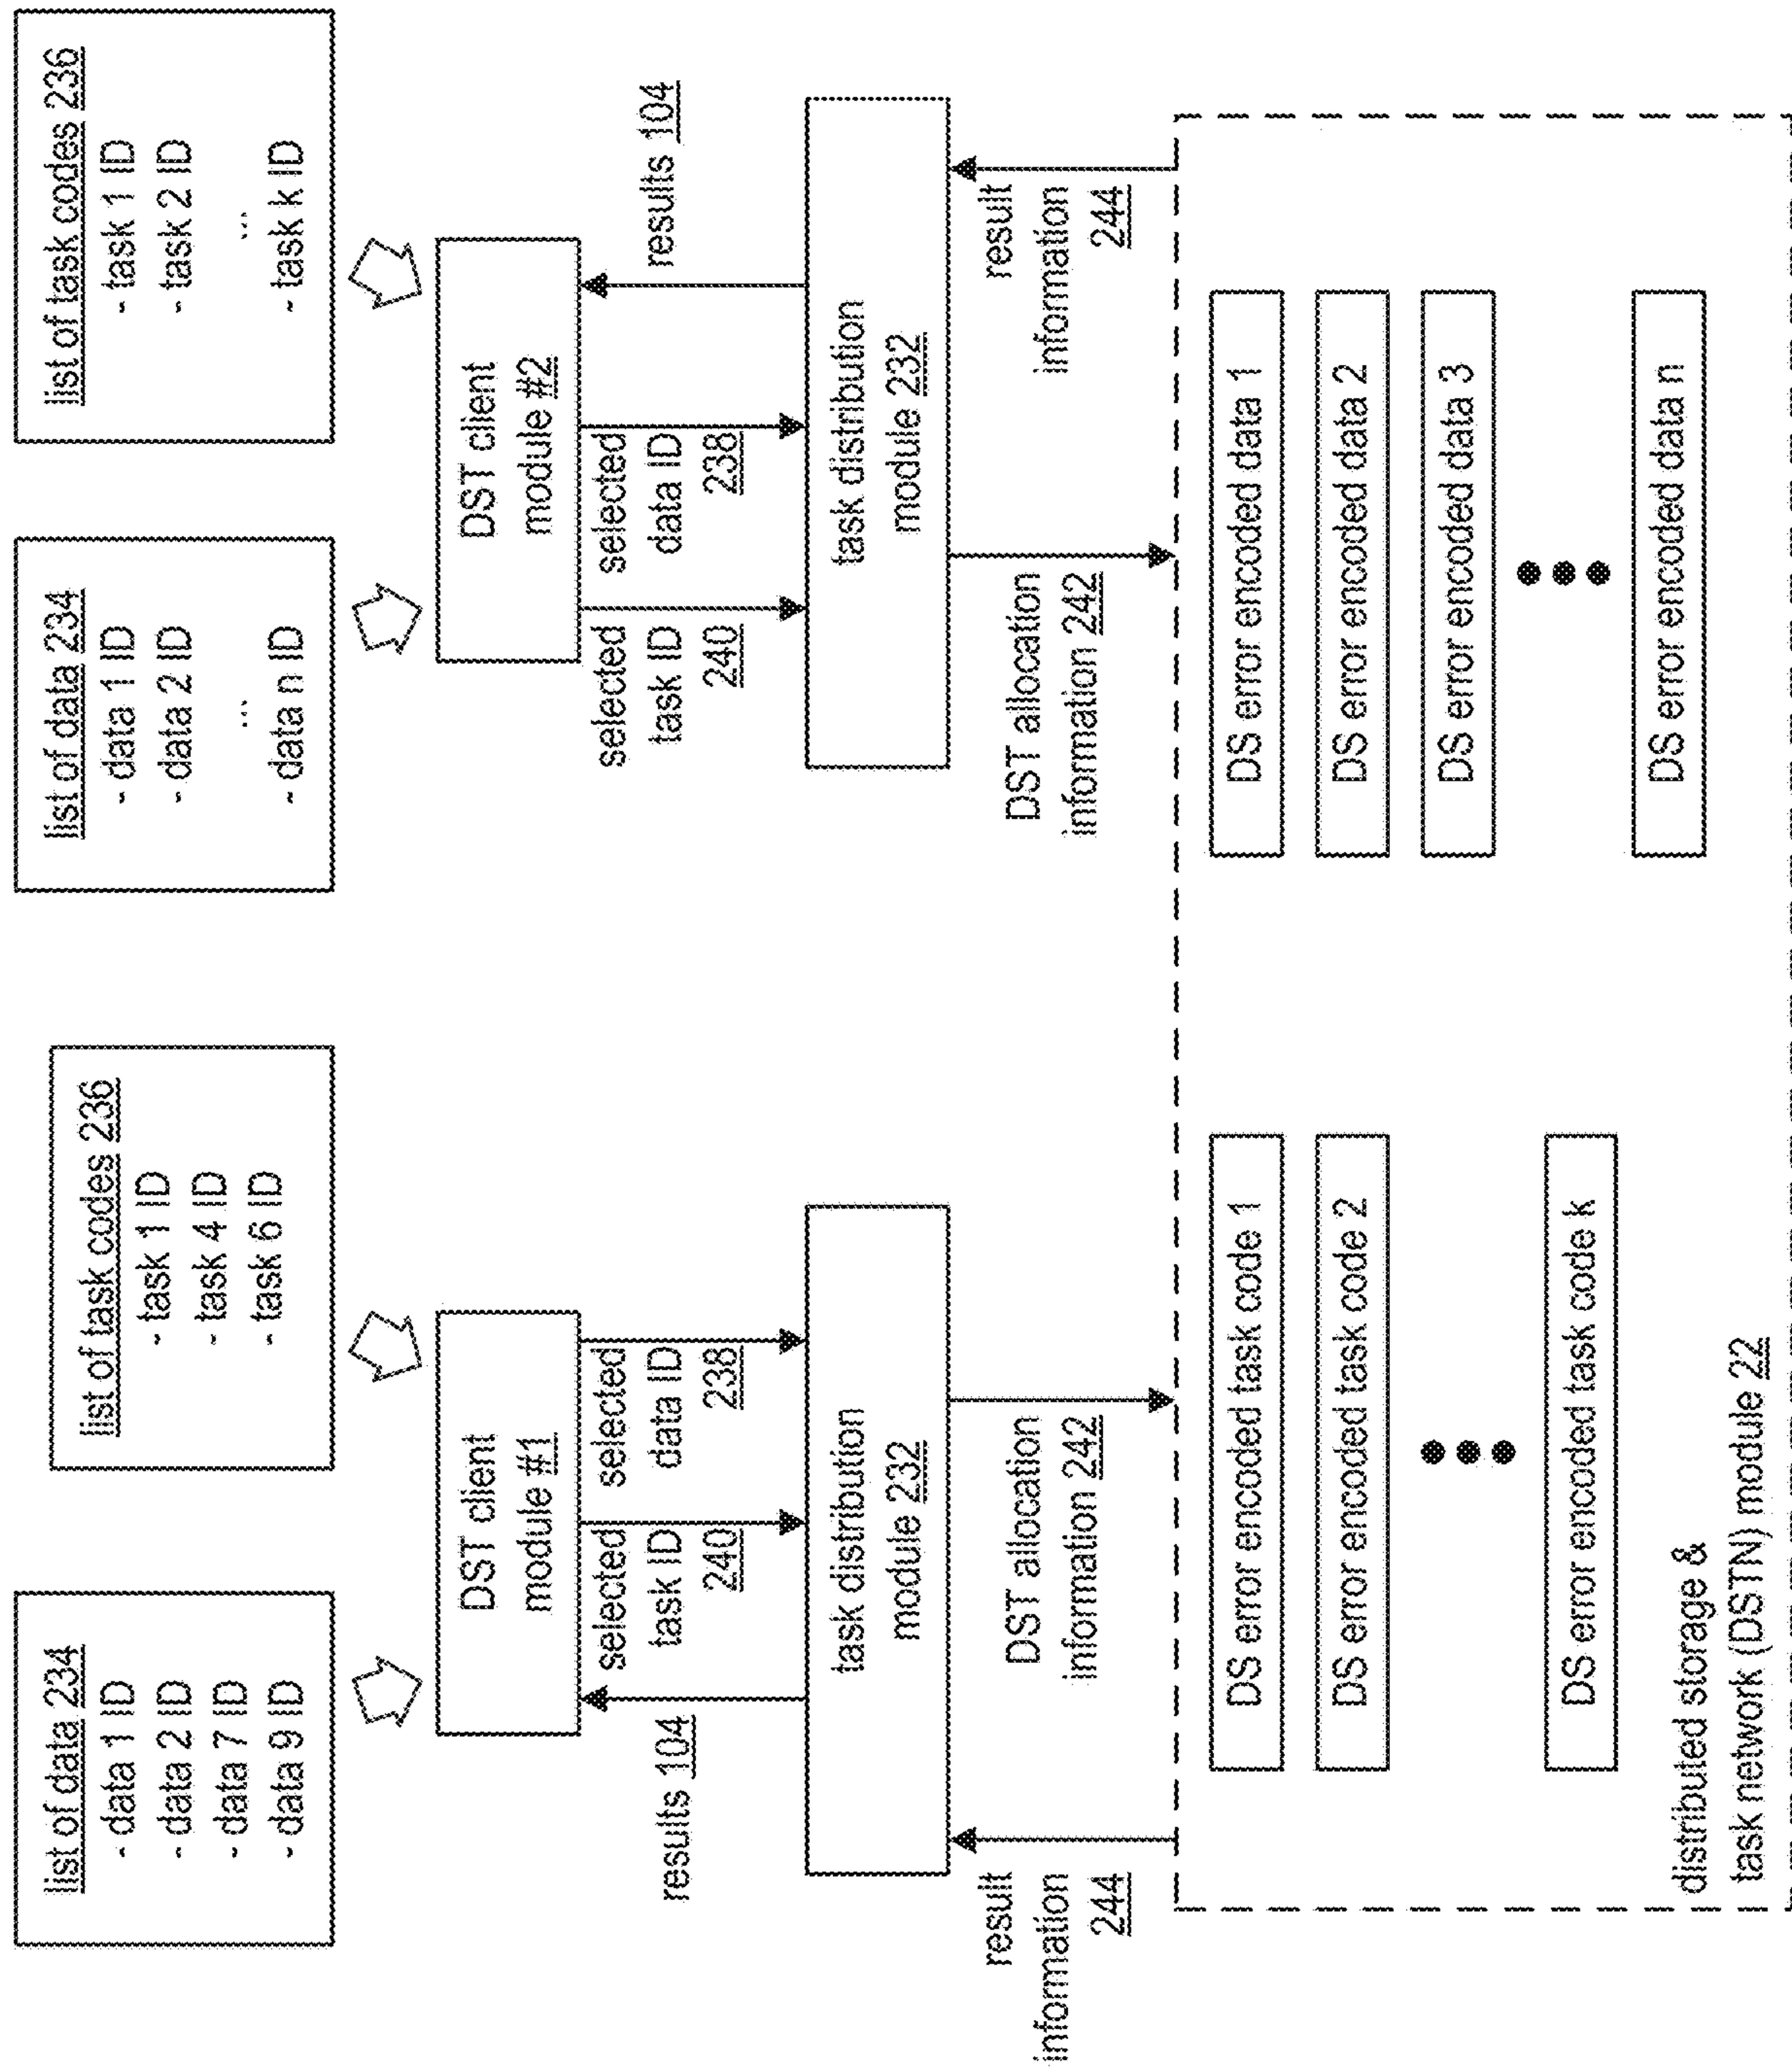 list of data 234
- data 1 ID
- data 2 ID
- data 7 ID
- data 9 ID
list of task codes 236
- task 1 ID
- task 4 ID
- task 6 ID
list of data 234
- data 1 ID
- data 2 ID
...
- data n ID
list of task codes 236
- task 1 ID
- task 2 ID
...
- task k ID
DST client
module #1
DST client
module #2
results 104
selected
task ID
240
selected
data ID
238
selected
task ID
240
selected
data ID
238
results 104
task distribution
module 232
task distribution
module 232
result
information
244
DST allocation
information 242
DST allocation
information 242
result
information
244
DS error encoded task code 1
DS error encoded task code 2
DS error encoded task code k
DS error encoded data 1
DS error encoded data 2
DS error encoded data 3
DS error encoded data n
distributed storage &
task network (DSTN) module 22